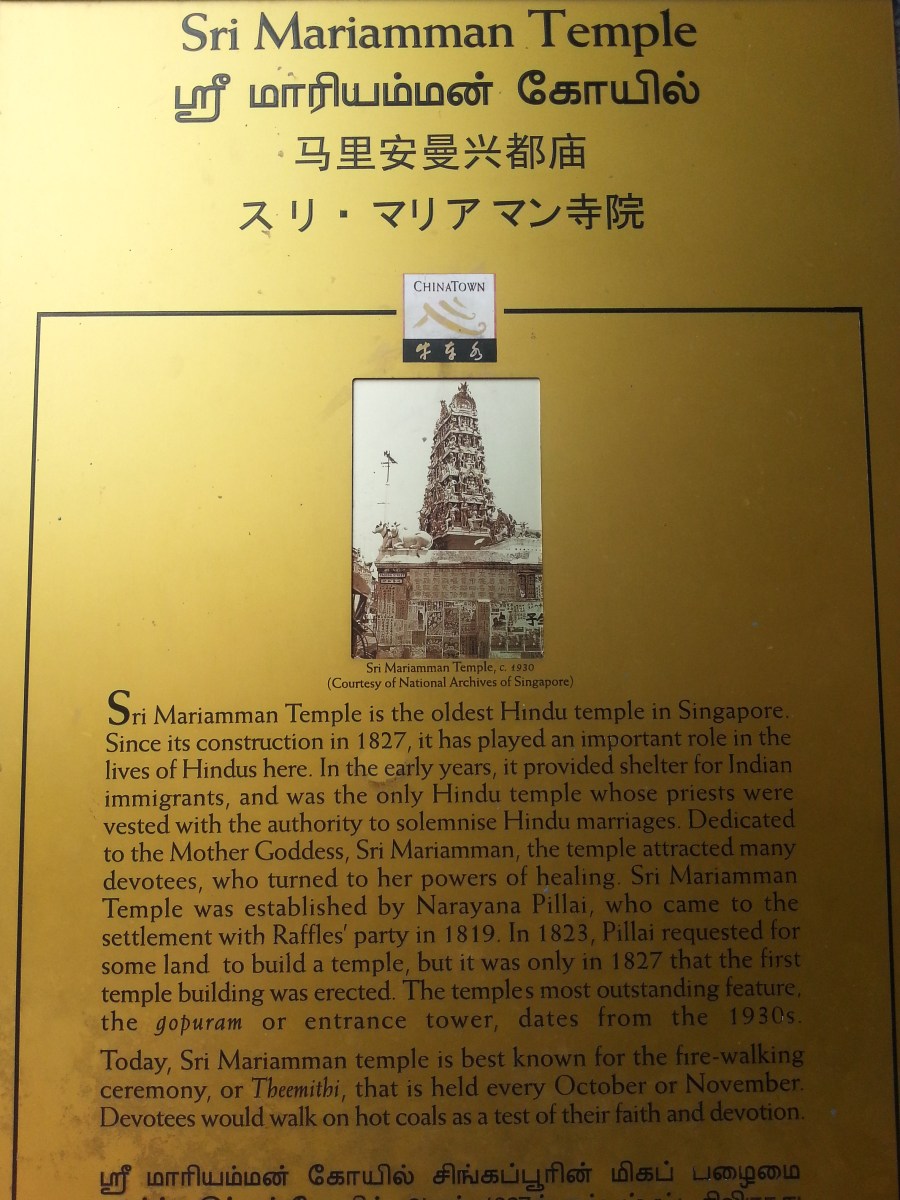 Sri Mariamman Temple
ஸ்ரீ மாரியம்மன் கோயில்
马里安曼兴都庙
スリ・マリアマン寺院
CHINATOWN
牛车水
Sri Mariamman Temple, c. 1930
(Courtesy of National Archives of Singapore)
Sri Mariamman Temple is the oldest Hindu temple in Singapore.
Since its construction in 1827, it has played an important role in the
lives of Hindus here. In the early years, it provided shelter for Indian
immigrants, and was the only Hindu temple whose priests were
vested with the authority to solemnise Hindu marriages. Dedicated
to the Mother Goddess, Sri Mariamman, the temple attracted many
devotees, who turned to her powers of healing. Sri Mariamman
Temple was established by Narayana Pillai, who came to the
settlement with Raffles' party in 1819. In 1823, Pillai requested for
some land to build a temple, but it was only in 1827 that the first
temple building was erected. The temples most outstanding feature,
the gopuram or entrance tower, dates from the 1930s.
Today, Sri Mariamman temple is best known for the fire-walking
ceremony, or Theemithi, that is held every October or November.
Devotees would walk on hot coals as a test of their faith and devotion.
ஸ்ரீ மாரியம்மன் கோயில் சிங்கப்பூரின் மிகப் பழைமை